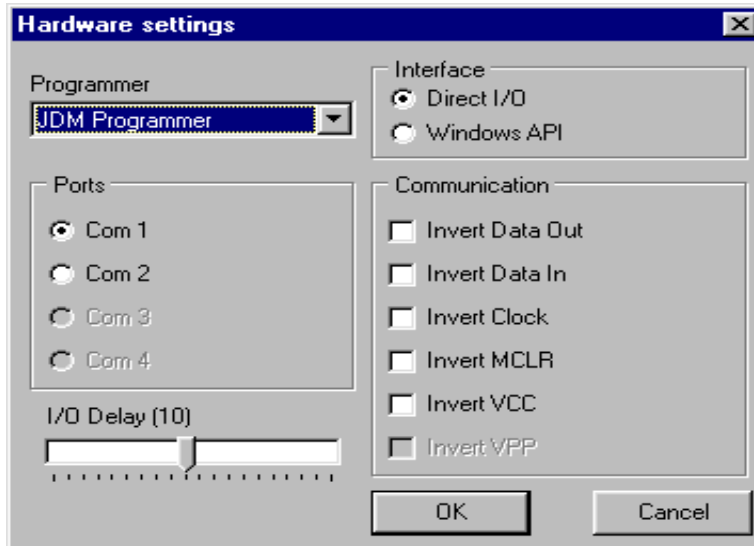 Hardware settings
Programmer
JDM Programmer
Interface
Direct I/O
Windows API
Ports
Com 1
Com 2
Com 3
Com 4
I/O Delay (10)
Communication
Invert Data Out
Invert Data In
Invert Clock
Invert MCLR
Invert VCC
Invert VPP
OK
Cancel